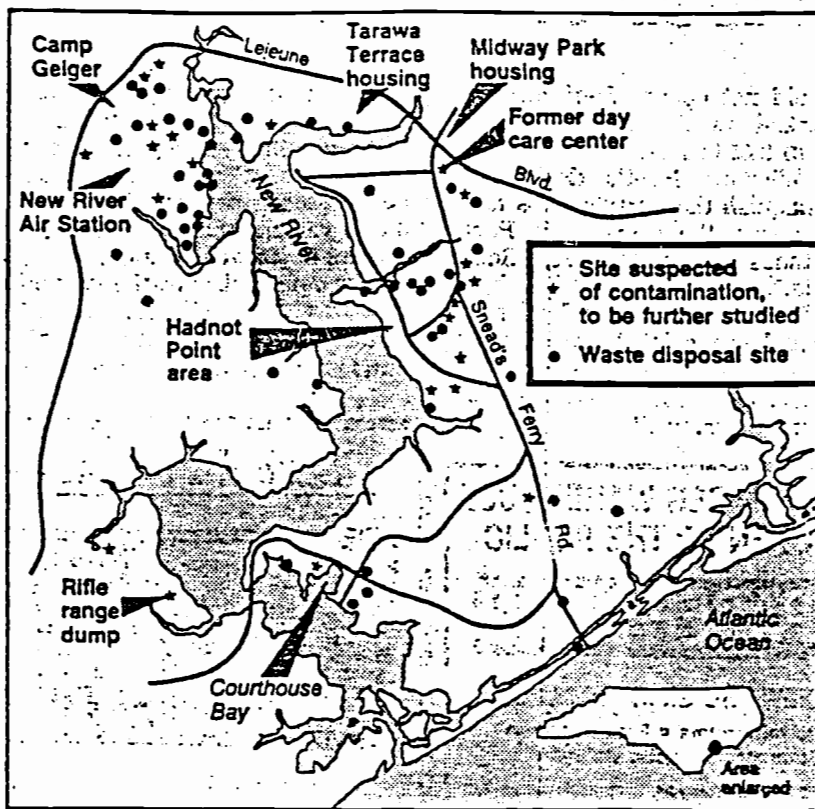 Camp
Geiger
Lejeune
Tarawa
Terrace
housing
Midway Park
housing
Former day
care center
Blvd.
New River
Air Station
New River
Site suspected
of contamination,
to be further studied
Waste disposal site
Hadnot
Point
area
Snead's
Ferry
Rd.
Rifle
range
dump
Courthouse
Bay
Atlantic
Ocean
Area
enlarged